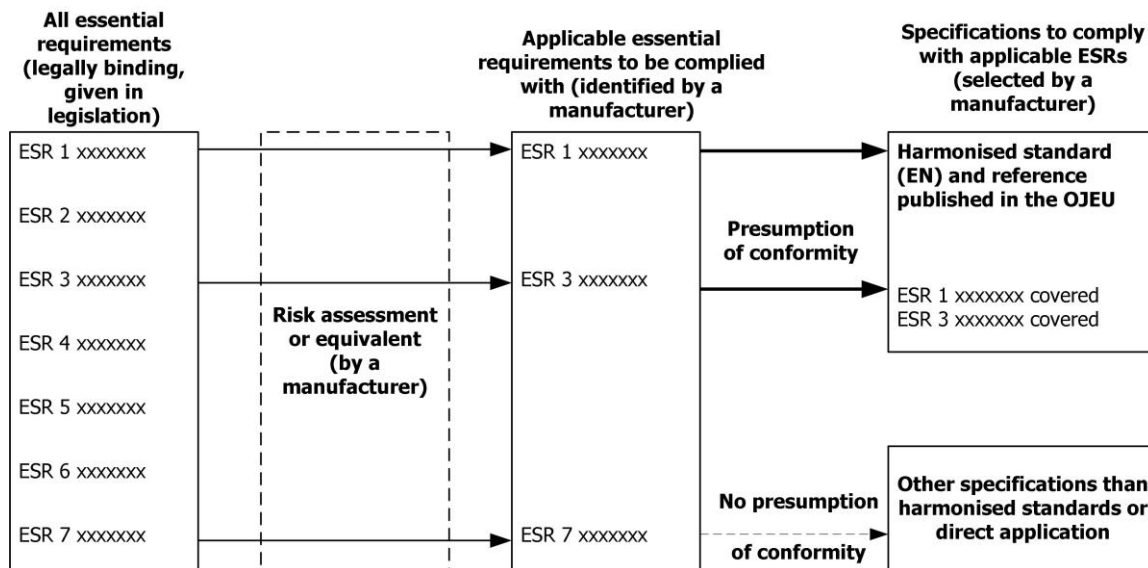 All essential
requirements
(legally binding,
given in
legislation)
ESR 1 xxxxxxx
ESR 2 xxxxxxx
ESR 3 xxxxxxx
ESR 4 xxxxxxx
ESR 5 xxxxxxx
ESR 6 xxxxxxx
ESR 7 xxxxxxx
Risk assessment
or equivalent
(by a
manufacturer)
Applicable essential
requirements to be complied
with (identified by a
manufacturer)
ESR 1 xxxxxxx
ESR 3 xxxxxxx
ESR 7 xxxxxxx
Presumption
of conformity
No presumption
of conformity
Specifications to comply
with applicable ESRs
(selected by a
manufacturer)
Harmonised standard
(EN) and reference
published in the OJEU
ESR 1 xxxxxxx covered
ESR 3 xxxxxxx covered
Other specifications than
harmonised standards or
direct application